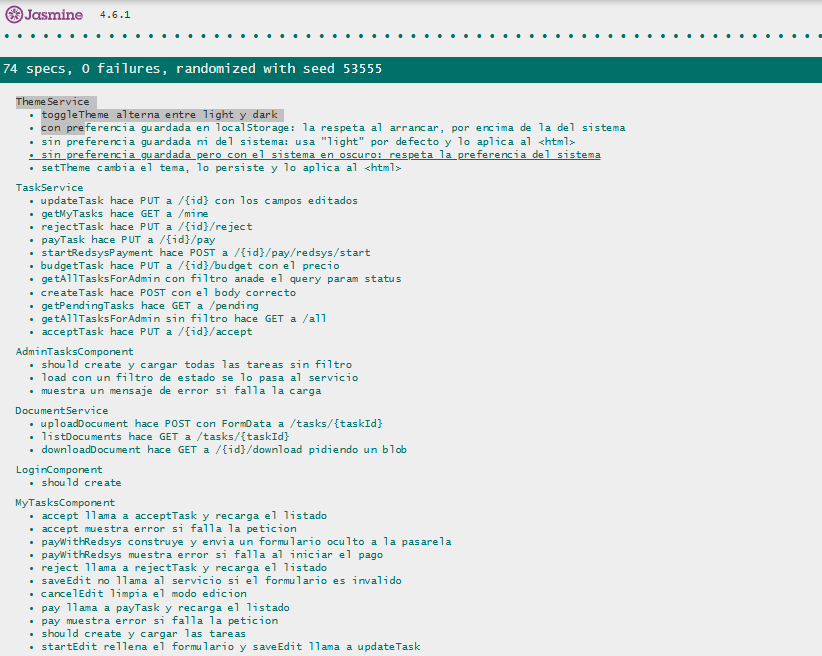 Jasmine 4.6.1
74 specs, 0 failures, randomized with seed 53555
ThemeService
• toggleTheme alterna entre light y dark
• con preferencia guardada en localStorage: la respeta al arrancar, por encima de la del sistema
• sin preferencia guardada ni del sistema: usa "light" por defecto y lo aplica al <html>
• sin preferencia guardada pero con el sistema en oscuro: respeta la preferencia del sistema
• setTheme cambia el tema, lo persiste y lo aplica al <html>
TaskService
• updateTask hace PUT a /{id} con los campos editados
• getMyTasks hace GET a /mine
• rejectTask hace PUT a /{id}/reject
• payTask hace PUT a /{id}/pay
• startRedsysPayment hace POST a /{id}/pay/redsys/start
• budgetTask hace PUT a /{id}/budget con el precio
• getAllTasksForAdmin con filtro anade el query param status
• createTask hace POST con el body correcto
• getPendingTasks hace GET a /pending
• getAllTasksForAdmin sin filtro hace GET a /all
• acceptTask hace PUT a /{id}/accept
AdminTasksComponent
• should create y cargar todas las tareas sin filtro
• load con un filtro de estado se lo pasa al servicio
• muestra un mensaje de error si falla la carga
DocumentService
• uploadDocument hace POST con FormData a /tasks/{taskId}
• listDocuments hace GET a /tasks/{taskId}
• downloadDocument hace GET a /{id}/download pidiendo un blob
LoginComponent
• should create
MyTasksComponent
• accept llama a acceptTask y recarga el listado
• accept muestra error si falla la peticion
• payWithRedsys construye y envia un formulario oculto a la pasarela
• payWithRedsys muestra error si falla al iniciar el pago
• reject llama a rejectTask y recarga el listado
• saveEdit no llama al servicio si el formulario es invalido
• cancelEdit limpia el modo edicion
• pay llama a payTask y recarga el listado
• pay muestra error si falla la peticion
• should create y cargar las tareas
• startEdit rellena el formulario y saveEdit llama a updateTask